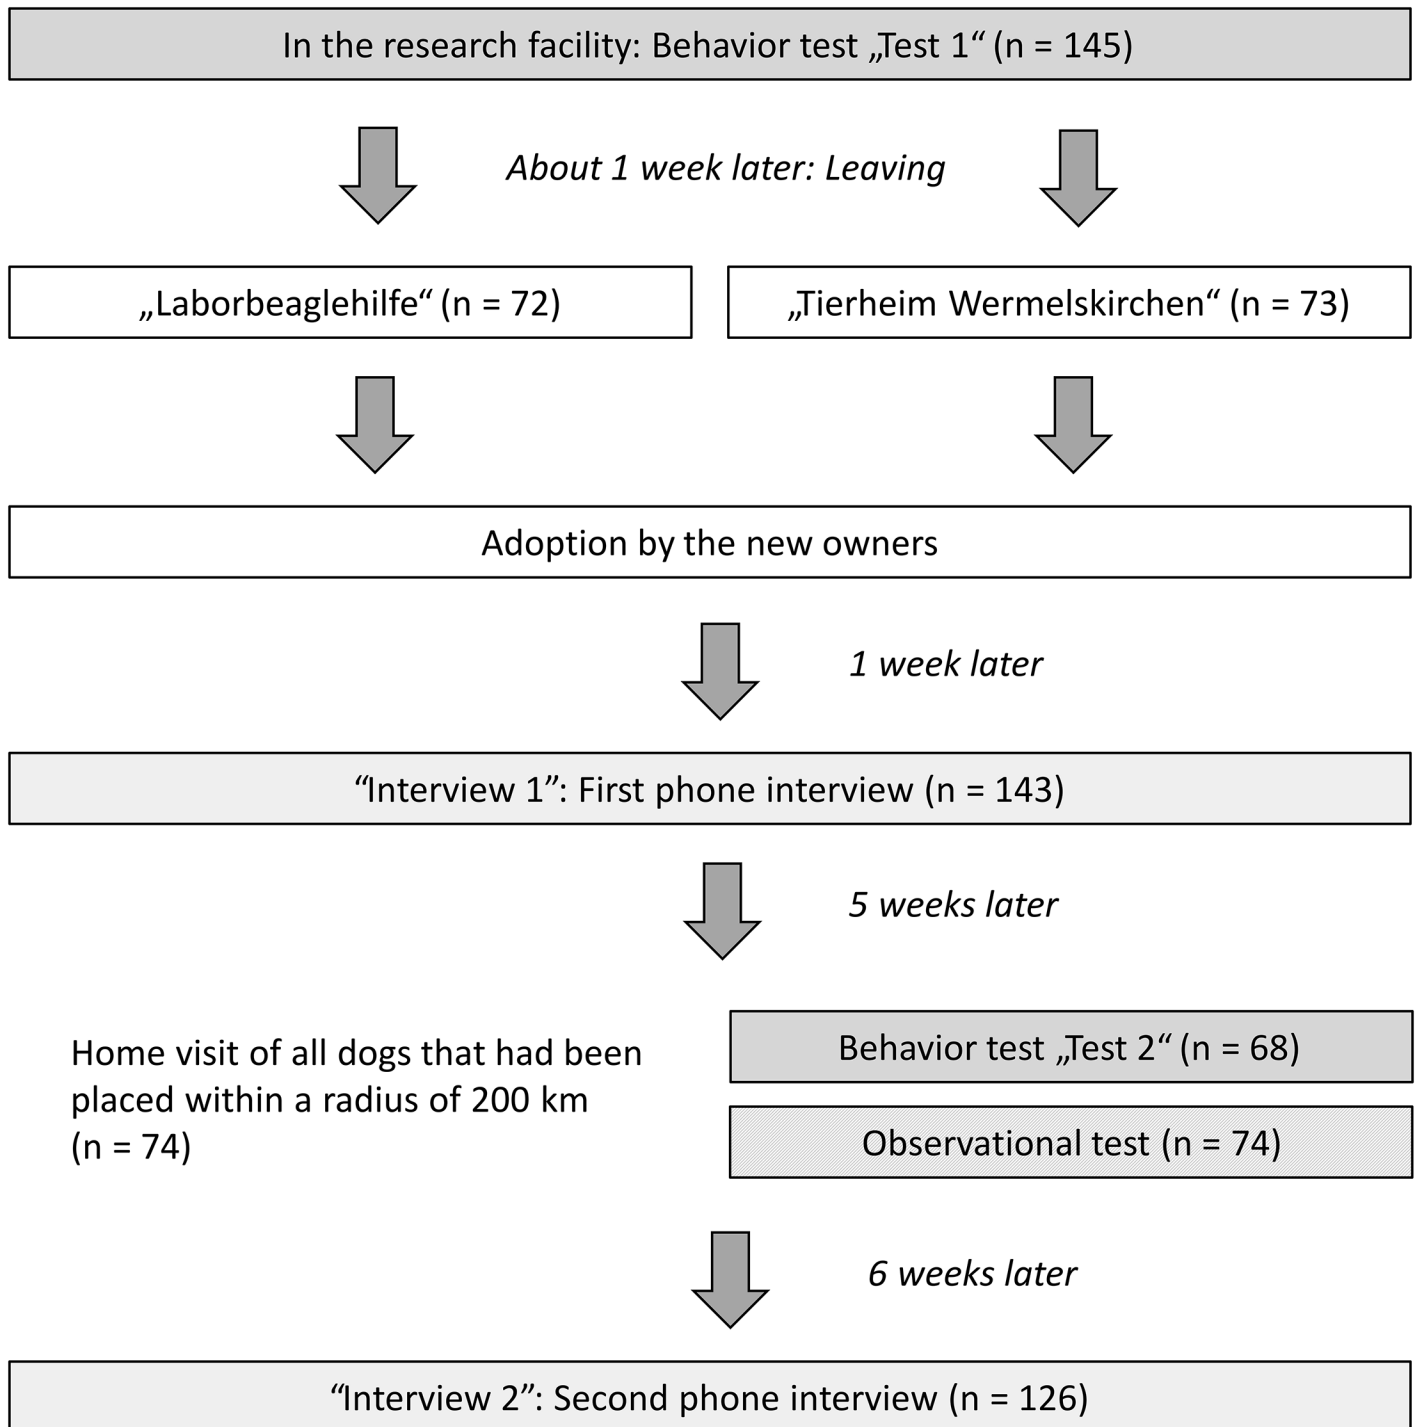 In the research facility: Behavior test „Test 1“ (n = 145)
About 1 week later: Leaving
„Laborbeaglehilfe“ (n = 72)
„Tierheim Wermelskirchen“ (n = 73)
Adoption by the new owners
1 week later
“Interview 1”: First phone interview (n = 143)
5 weeks later
Home visit of all dogs that had been
placed within a radius of 200 km
(n = 74)
Behavior test „Test 2“ (n = 68)
Observational test (n = 74)
6 weeks later
“Interview 2”: Second phone interview (n = 126)